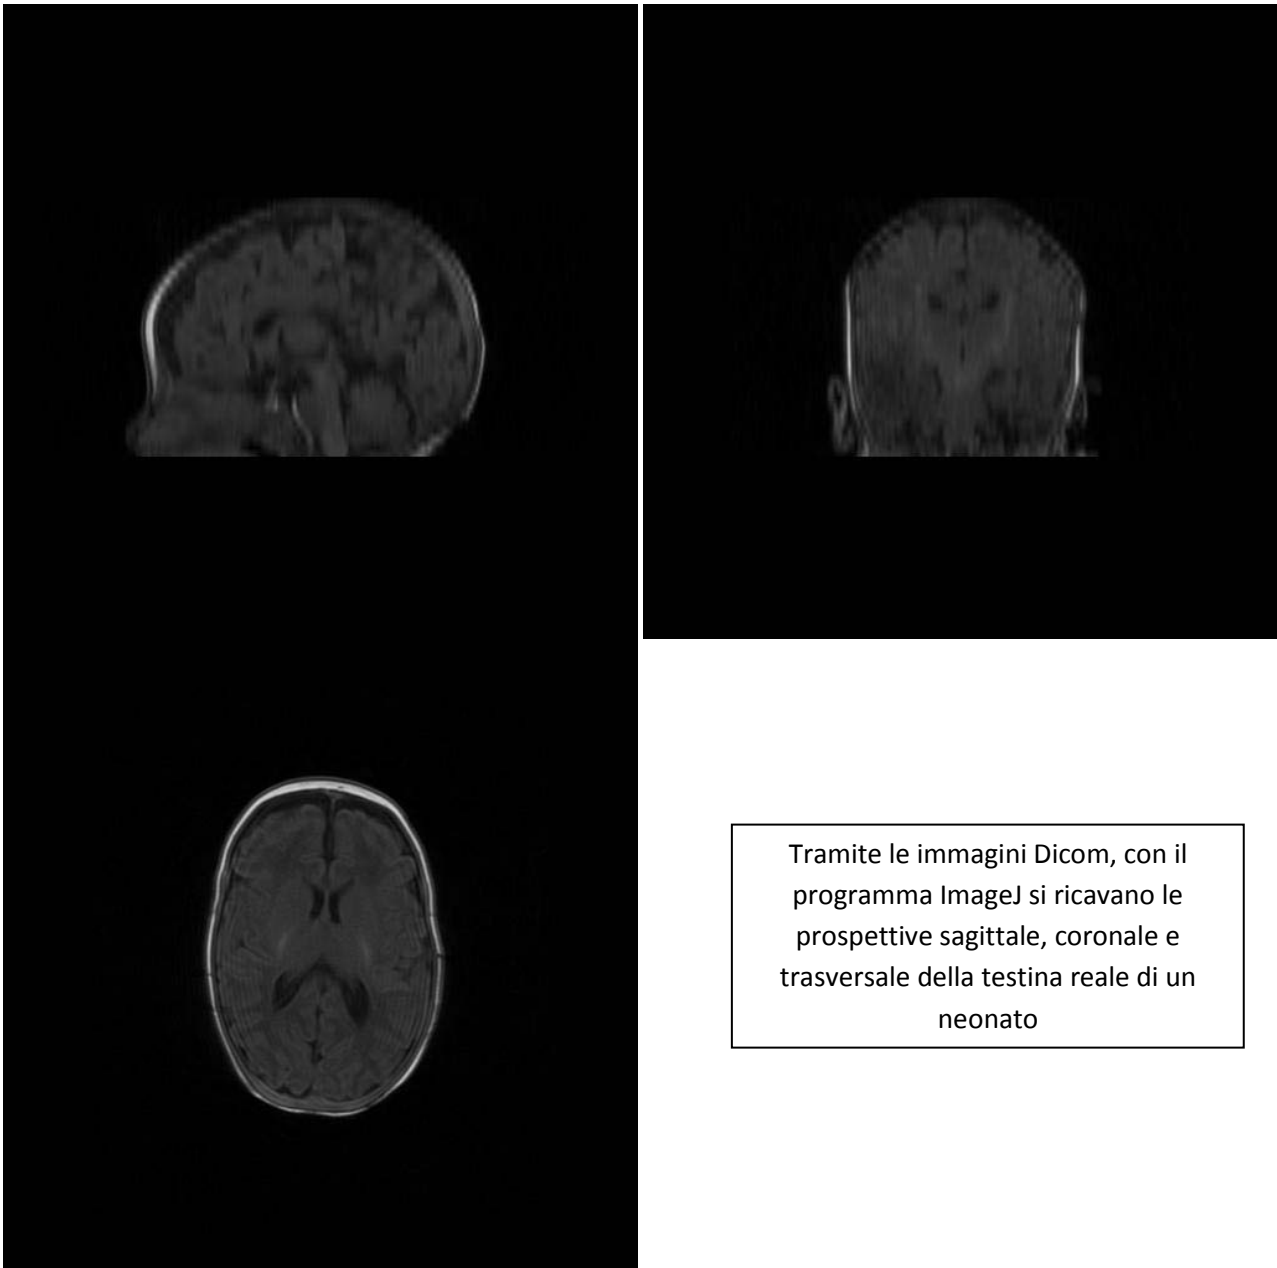 Tramite le immagini Dicom, con il
programma ImageJ si ricavano le
prospettive sagittale, coronale e
trasversale della testina reale di un
neonato